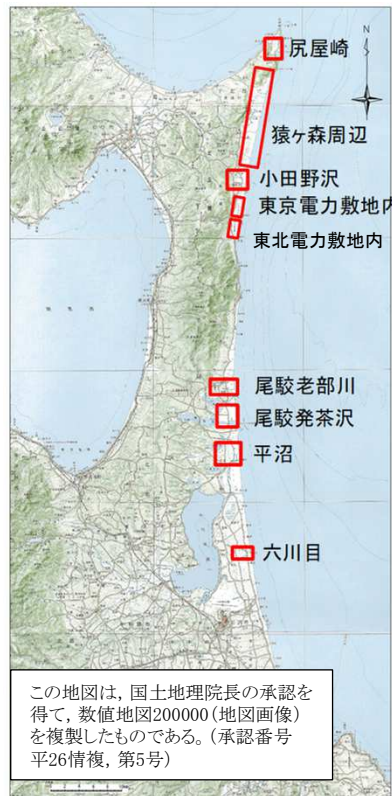 尻屋崎
N
猿ヶ森周辺
小田野沢
東京電力敷地内
東北電力敷地内
尾駮老部川
尾駮発茶沢
平沼
六川目
この地図は，国土地理院長の承認を
得て，数値地図200000（地図画像）
を複製したものである。（承認番号
平26情複，第5号）